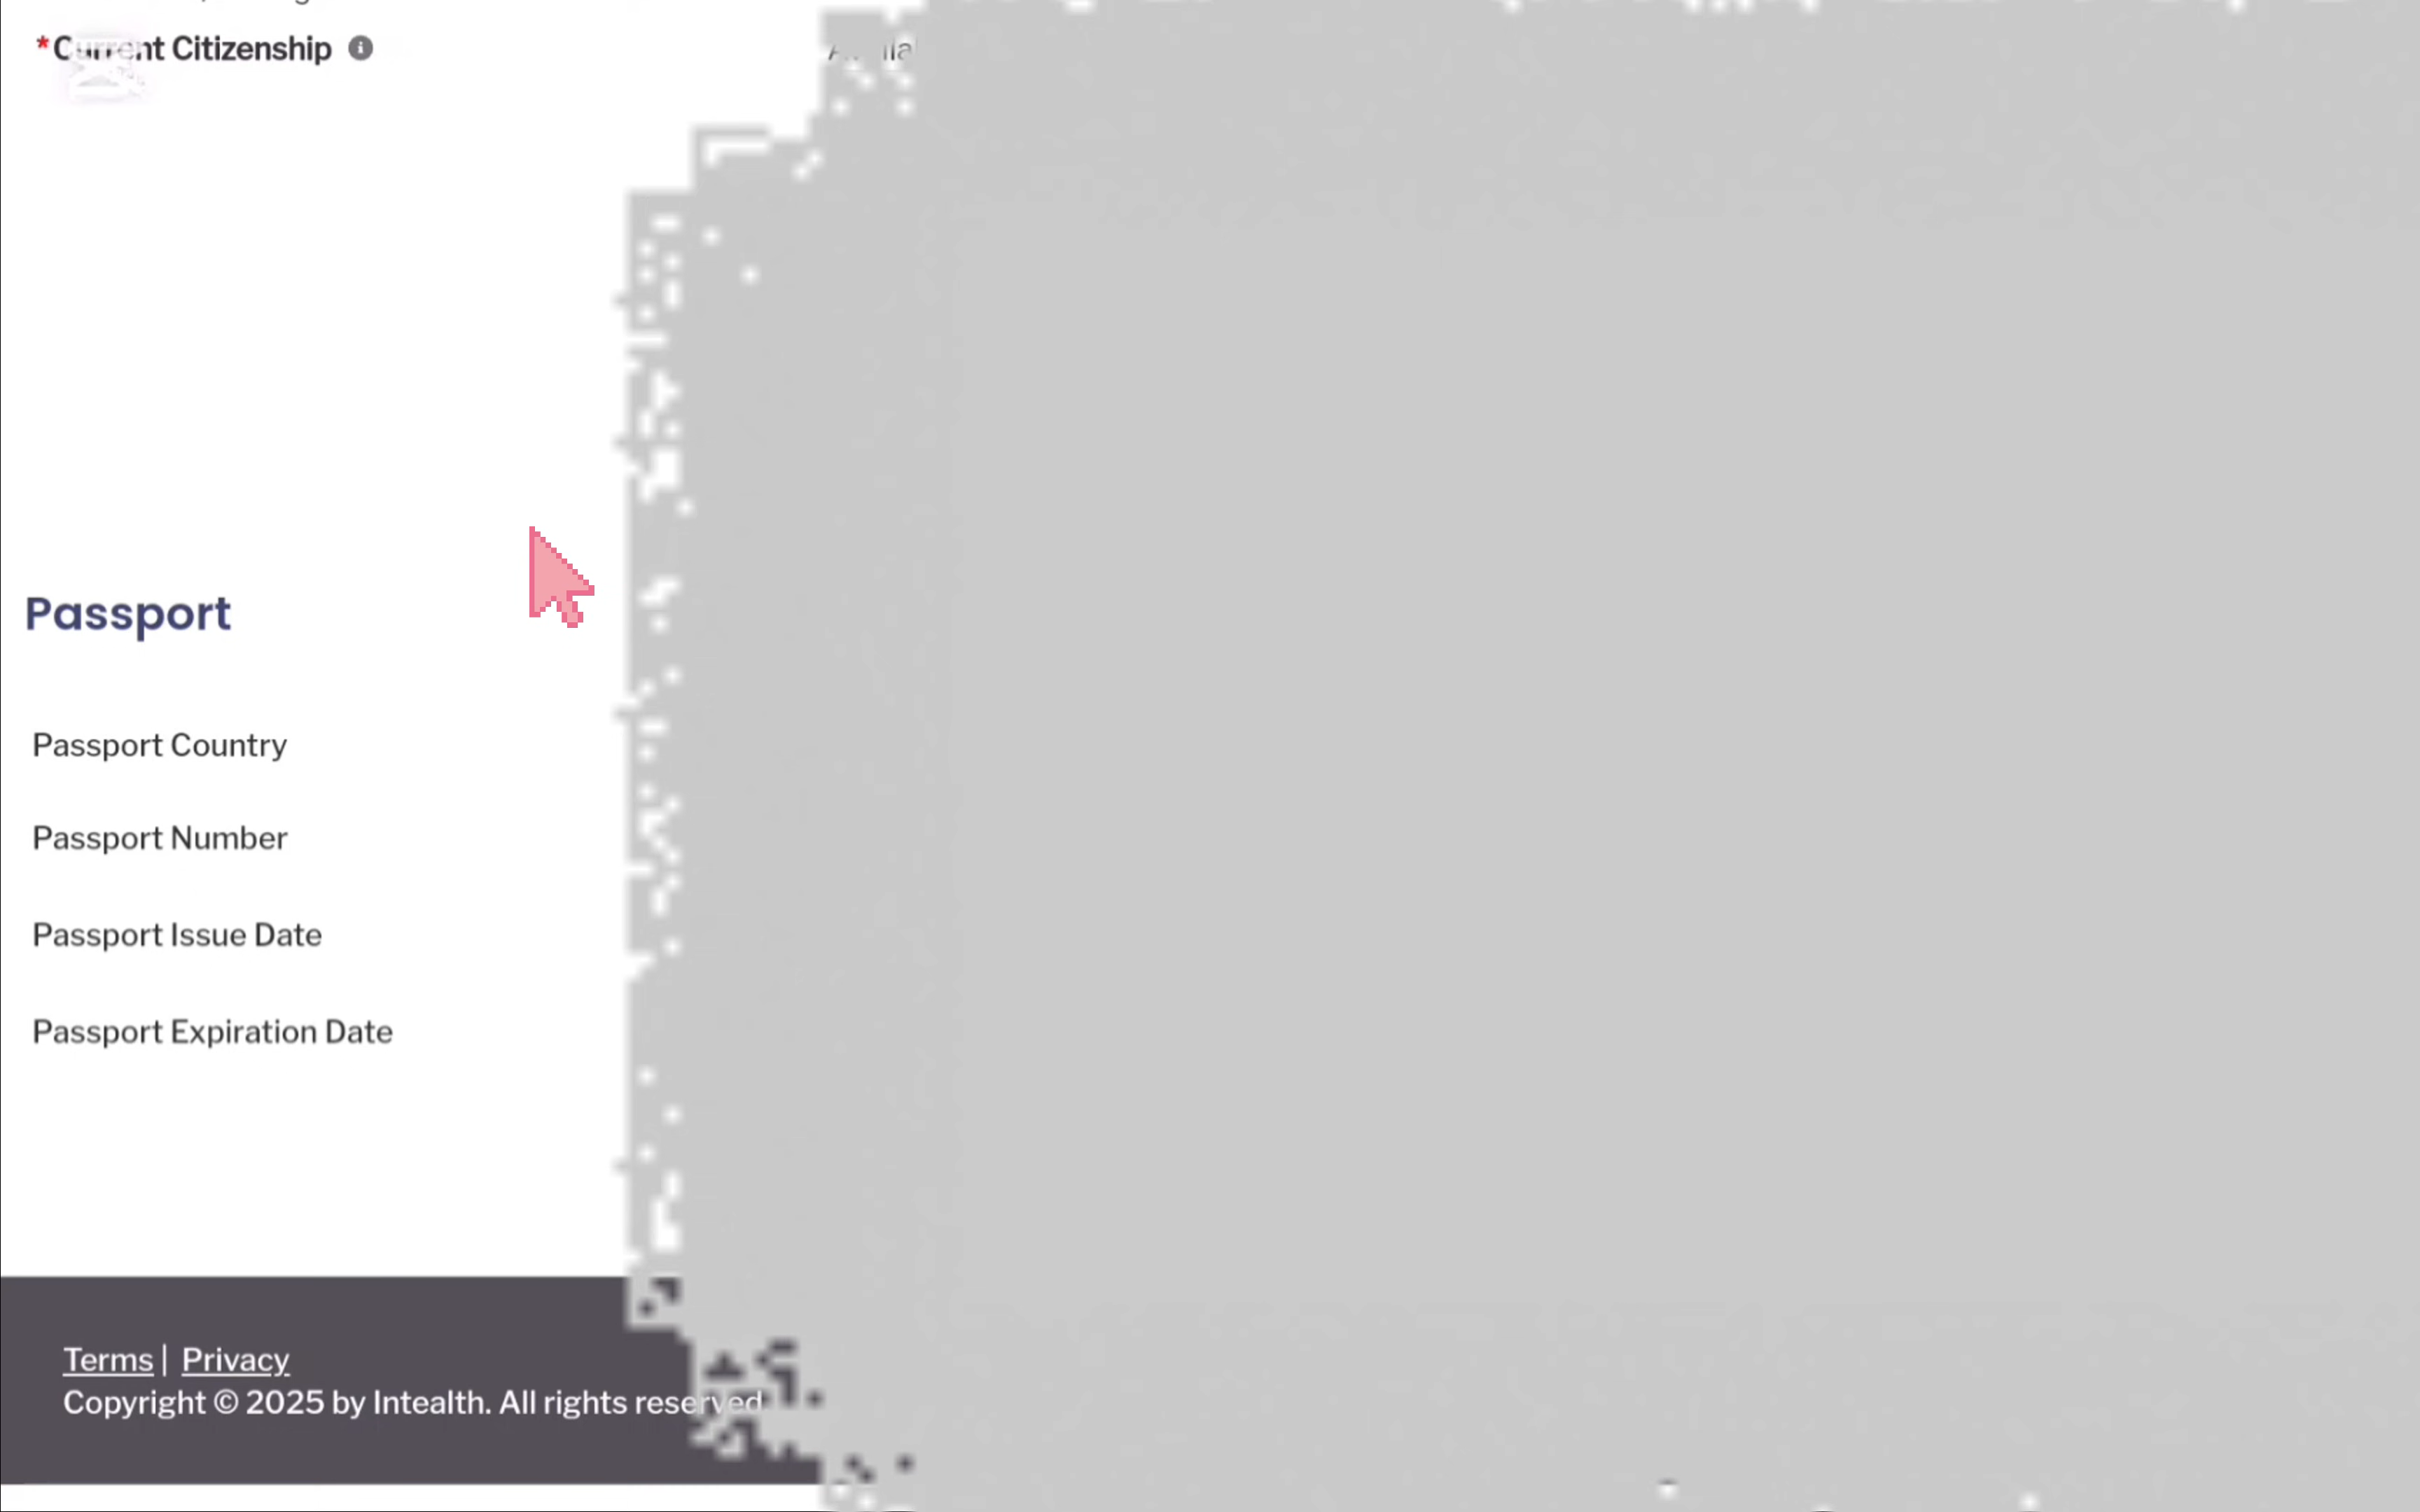 *Current Citizenship
Passport
Passport Country
Passport Number
Passport Issue Date
Passport Expiration Date
Terms | Privacy
Copyright © 2025 by Intealth. All rights reserved